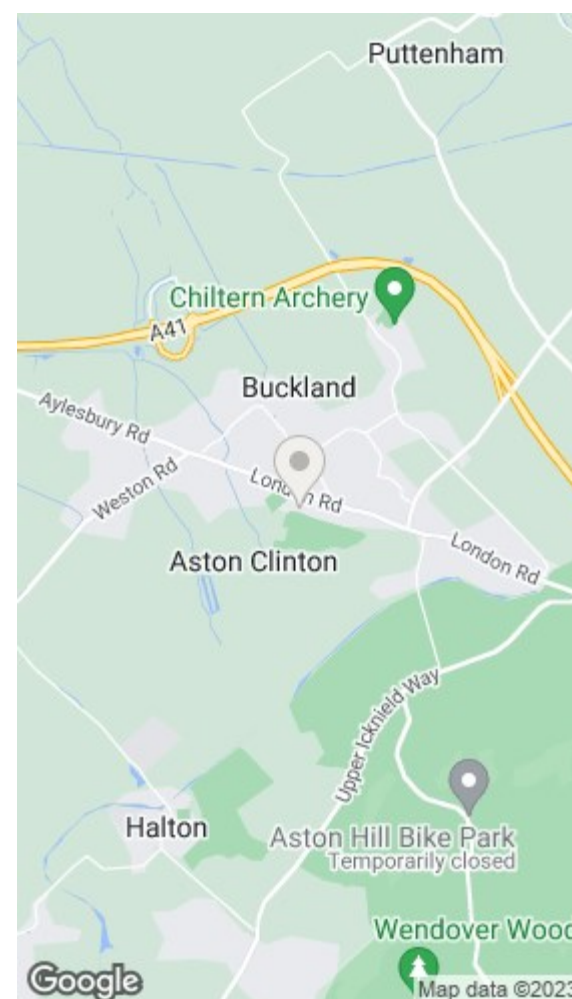 Puttenham
Chiltern Archery
A41
Buckland
Aylesbury Rd
Weston Rd
London Rd
Aston Clinton
London Rd
Upper Icknield Way
Halton
Aston Hill Bike Park
Temporarily closed
Wendover Wood
Google
Map data ©2023